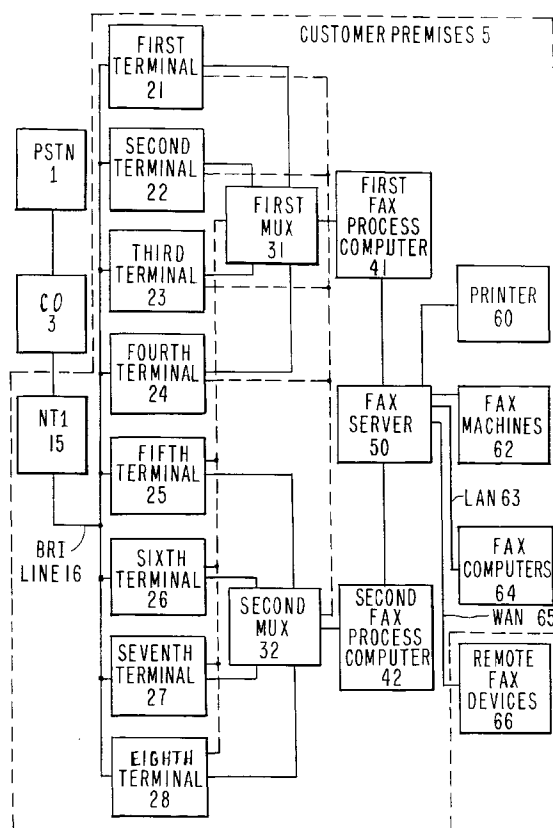 CUSTOMER PREMISES 5
FIRST
TERMINAL
21
PSTN
1
SECOND
TERMINAL
22
FIRST
MUX
31
FIRST
FAX
PROCESS
COMPUTER
41
THIRD
TERMINAL
23
PRINTER
60
CO
3
FOURTH
TERMINAL
24
NT1
15
FAX
SERVER
50
FAX
MACHINES
62
FIFTH
TERMINAL
25
LAN 63
BRI
LINE 16
SIXTH
TERMINAL
26
FAX
COMPUTERS
64
SECOND
MUX
32
SECOND
FAX
PROCESS
COMPUTER
42
WAN 65
SEVENTH
TERMINAL
27
REMOTE
FAX
DEVICES
66
EIGHTH
TERMINAL
28